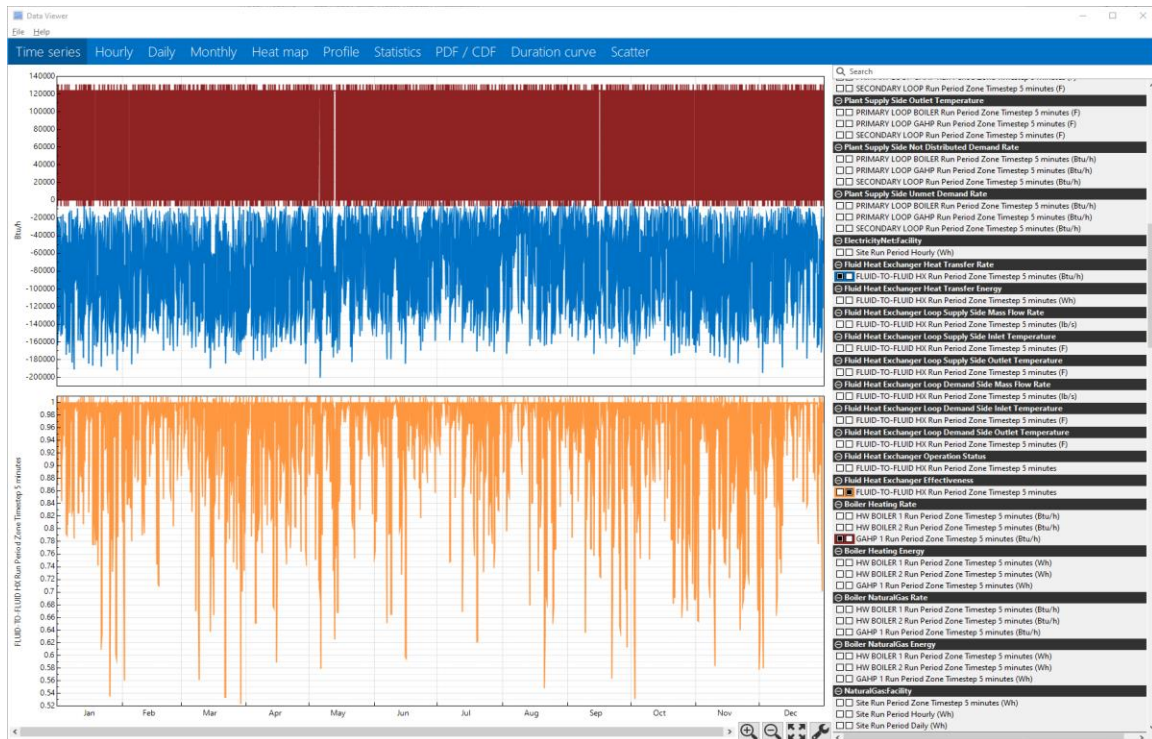 Data Viewer
File Help
Time series Hourly Daily Monthly Heat map Profile Statistics PDF / CDF Duration curve Scatter
140000
120000
100000
80000
60000
40000
20000
0
-20000
-40000
-60000
-80000
-100000
-120000
-140000
-160000
-180000
-200000
Btu/h
1
0.98
0.96
0.94
0.92
0.9
0.88
0.86
0.84
0.82
0.8
0.78
0.76
0.74
0.72
0.7
0.68
0.66
0.64
0.62
0.6
0.58
0.56
0.54
0.52
FLUID-TO-FLUID HX Run Period Zone Timestep 5 minutes
Jan Feb Mar Apr May Jun Jul Aug Sep Oct Nov Dec
Search
SECONDARY LOOP Run Period Zone Timestep 5 minutes (F)
Plant Supply Side Outlet Temperature
PRIMARY LOOP BOILER Run Period Zone Timestep 5 minutes (F)
PRIMARY LOOP GAHP Run Period Zone Timestep 5 minutes (F)
SECONDARY LOOP Run Period Zone Timestep 5 minutes (F)
Plant Supply Side Not Distributed Demand Rate
PRIMARY LOOP BOILER Run Period Zone Timestep 5 minutes (Btu/h)
PRIMARY LOOP GAHP Run Period Zone Timestep 5 minutes (Btu/h)
SECONDARY LOOP Run Period Zone Timestep 5 minutes (Btu/h)
Plant Supply Side Unmet Demand Rate
PRIMARY LOOP BOILER Run Period Zone Timestep 5 minutes (Btu/h)
PRIMARY LOOP GAHP Run Period Zone Timestep 5 minutes (Btu/h)
SECONDARY LOOP Run Period Zone Timestep 5 minutes (Btu/h)
ElectricityNet:Facility
Site Run Period Hourly (Wh)
Fluid Heat Exchanger Heat Transfer Rate
FLUID-TO-FLUID HX Run Period Zone Timestep 5 minutes (Btu/h)
Fluid Heat Exchanger Heat Transfer Energy
FLUID-TO-FLUID HX Run Period Zone Timestep 5 minutes (Wh)
Fluid Heat Exchanger Loop Supply Side Mass Flow Rate
FLUID-TO-FLUID HX Run Period Zone Timestep 5 minutes (lb/s)
Fluid Heat Exchanger Loop Supply Side Inlet Temperature
FLUID-TO-FLUID HX Run Period Zone Timestep 5 minutes (F)
Fluid Heat Exchanger Loop Supply Side Outlet Temperature
FLUID-TO-FLUID HX Run Period Zone Timestep 5 minutes (F)
Fluid Heat Exchanger Loop Demand Side Mass Flow Rate
FLUID-TO-FLUID HX Run Period Zone Timestep 5 minutes (lb/s)
Fluid Heat Exchanger Loop Demand Side Inlet Temperature
FLUID-TO-FLUID HX Run Period Zone Timestep 5 minutes (F)
Fluid Heat Exchanger Loop Demand Side Outlet Temperature
FLUID-TO-FLUID HX Run Period Zone Timestep 5 minutes (F)
Fluid Heat Exchanger Operation Status
FLUID-TO-FLUID HX Run Period Zone Timestep 5 minutes
Fluid Heat Exchanger Effectiveness
FLUID-TO-FLUID HX Run Period Zone Timestep 5 minutes
Boiler Heating Rate
HW BOILER 1 Run Period Zone Timestep 5 minutes (Btu/h)
HW BOILER 2 Run Period Zone Timestep 5 minutes (Btu/h)
GAHP 1 Run Period Zone Timestep 5 minutes (Btu/h)
Boiler Heating Energy
HW BOILER 1 Run Period Zone Timestep 5 minutes (Wh)
HW BOILER 2 Run Period Zone Timestep 5 minutes (Wh)
GAHP 1 Run Period Zone Timestep 5 minutes (Wh)
Boiler NaturalGas Rate
HW BOILER 1 Run Period Zone Timestep 5 minutes (Btu/h)
HW BOILER 2 Run Period Zone Timestep 5 minutes (Btu/h)
GAHP 1 Run Period Zone Timestep 5 minutes (Btu/h)
Boiler NaturalGas Energy
HW BOILER 1 Run Period Zone Timestep 5 minutes (Wh)
HW BOILER 2 Run Period Zone Timestep 5 minutes (Wh)
GAHP 1 Run Period Zone Timestep 5 minutes (Wh)
NaturalGas:Facility
Site Run Period Zone Timestep 5 minutes (Wh)
Site Run Period Hourly (Wh)
Site Run Period Daily (Wh)